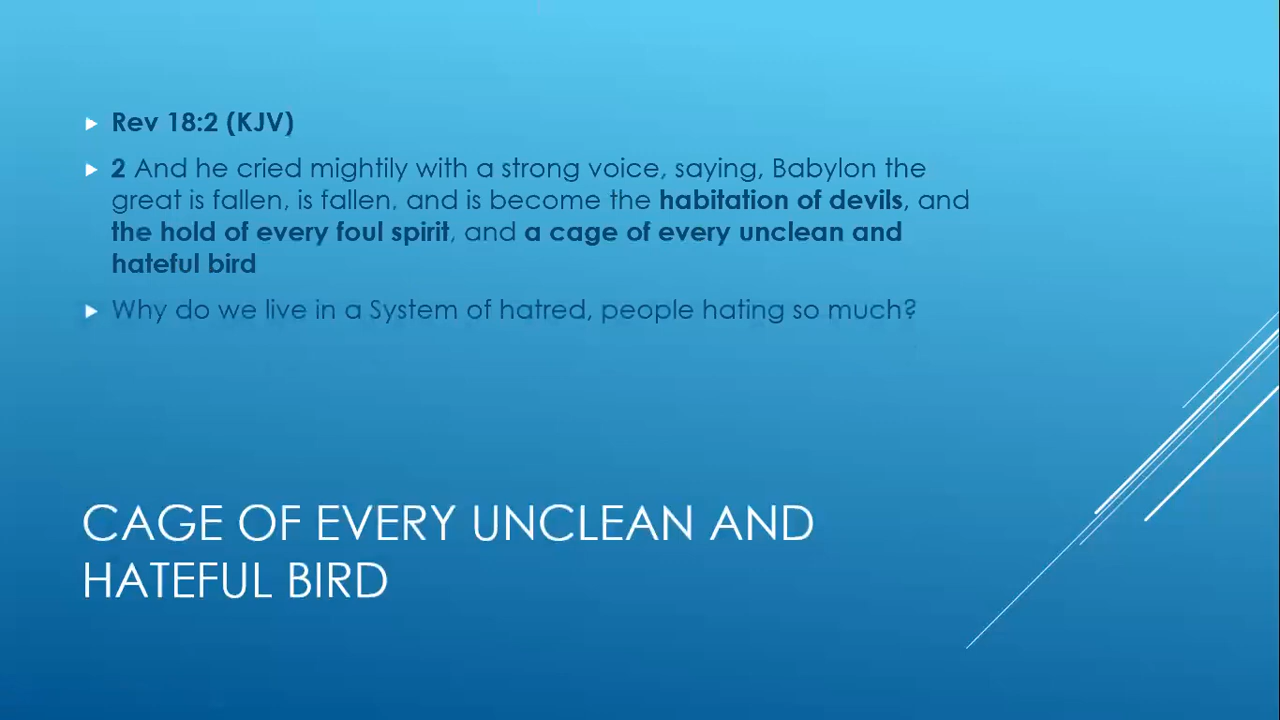 Rev 18:2 (KJV)
2 And he cried mightily with a strong voice, saying, Babylon the
great is fallen, is fallen, and is become the habitation of devils, and
the hold of every foul spirit, and a cage of every unclean and
hateful bird
Why do we live in a System of hatred, people hating so much?
CAGE OF EVERY UNCLEAN AND
HATEFUL BIRD